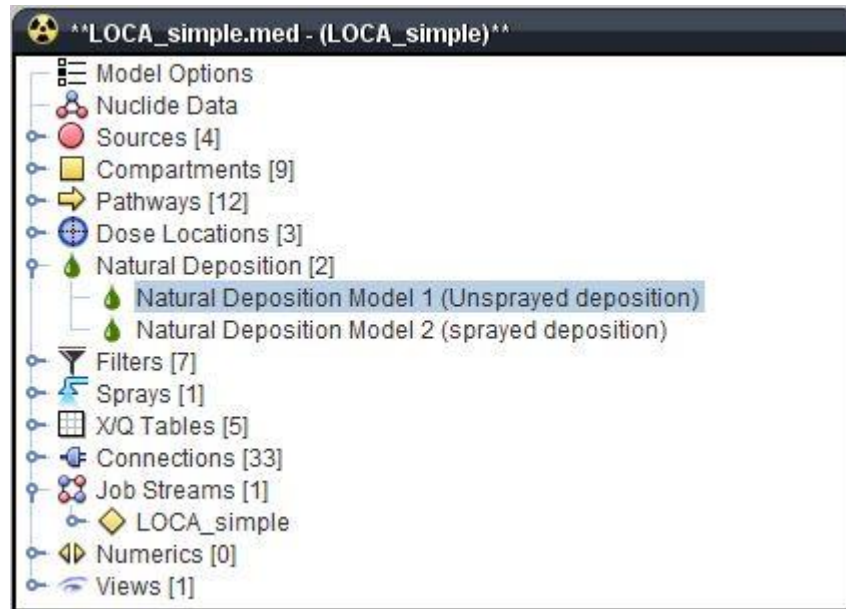 **LOCA_simple.med - (LOCA_simple)**
Model Options
Nuclide Data
Sources [4]
Compartments [9]
Pathways [12]
Dose Locations [3]
Natural Deposition [2]
Natural Deposition Model 1 (Unsprayed deposition)
Natural Deposition Model 2 (sprayed deposition)
Filters [7]
Sprays [1]
X/Q Tables [5]
Connections [33]
Job Streams [1]
LOCA_simple
Numerics [0]
Views [1]